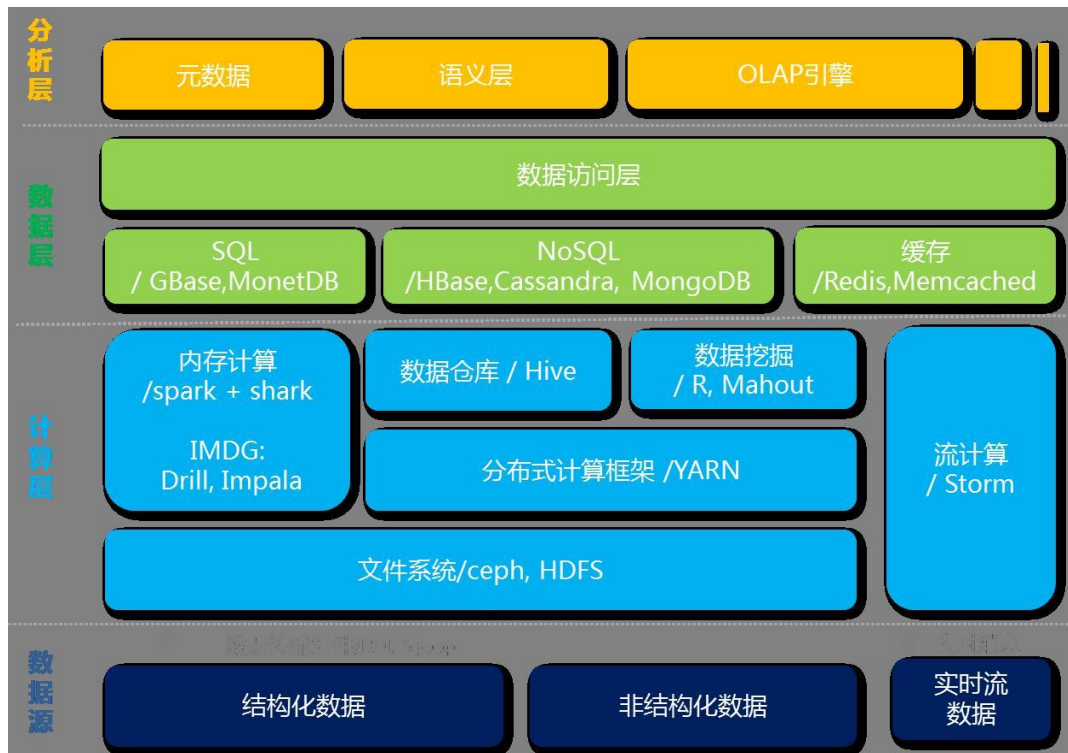 分析层
元数据
语义层
OLAP引擎
数据层
数据访问层
SQL
/ GBase,MonetDB
NoSQL
/HBase,Cassandra, MongoDB
缓存
/Redis,Memcached
计算层
内存计算
/spark + shark
IMDG:
Drill, Impala
数据仓库 / Hive
数据挖掘
/ R, Mahout
分布式计算框架 /YARN
流计算
/ Storm
文件系统/ceph, HDFS
数据源
结构化数据
非结构化数据
实时流
数据